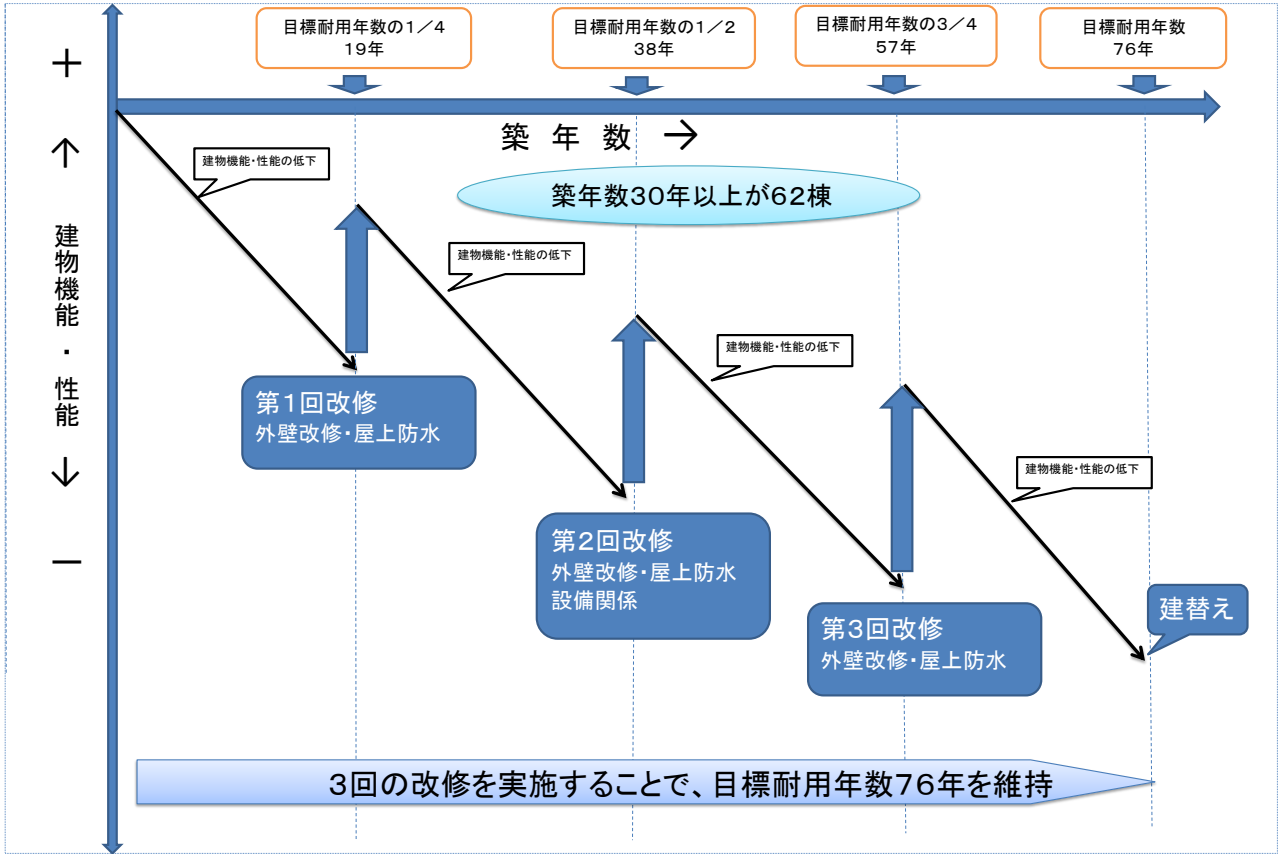 目標耐用年数の1/4
19年
目標耐用年数の1/2
38年
目標耐用年数の3/4
57年
目標耐用年数
76年
+
↑
建物機能・性能
↓
－
築 年 数 →
築年数30年以上が62棟
建物機能・性能の低下
建物機能・性能の低下
建物機能・性能の低下
建物機能・性能の低下
第1回改修
外壁改修・屋上防水
第2回改修
外壁改修・屋上防水
設備関係
第3回改修
外壁改修・屋上防水
建替え
3回の改修を実施することで、目標耐用年数76年を維持